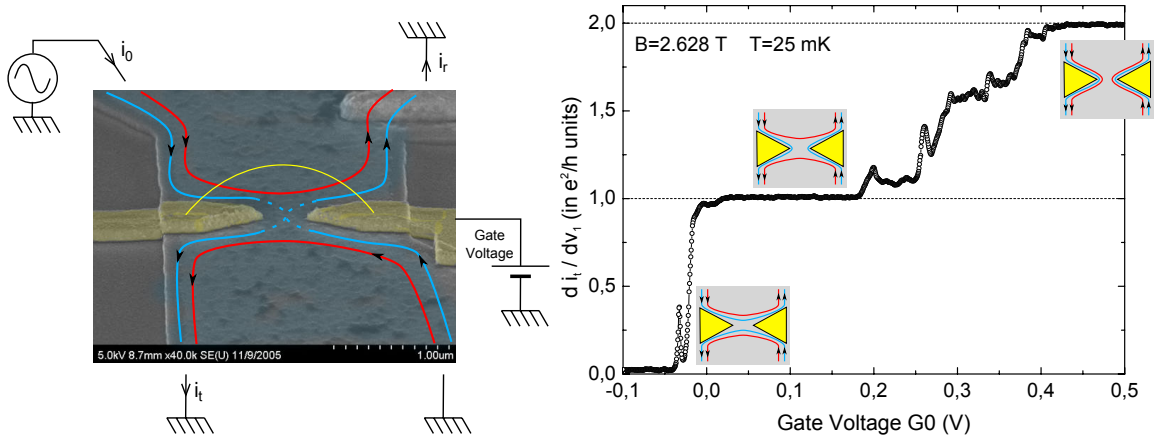 i0
it
ir
Gate
Voltage
5.0kV 8.7mm x40.0k SE(U) 11/9/2005
1.00um
it
B=2.628 T T=25 mK
d it / dv1 (in e²/h units)
2,0
1,5
1,0
0,5
0,0
-0,1
0,0
0,1
0,2
0,3
0,4
0,5
Gate Voltage G0 (V)